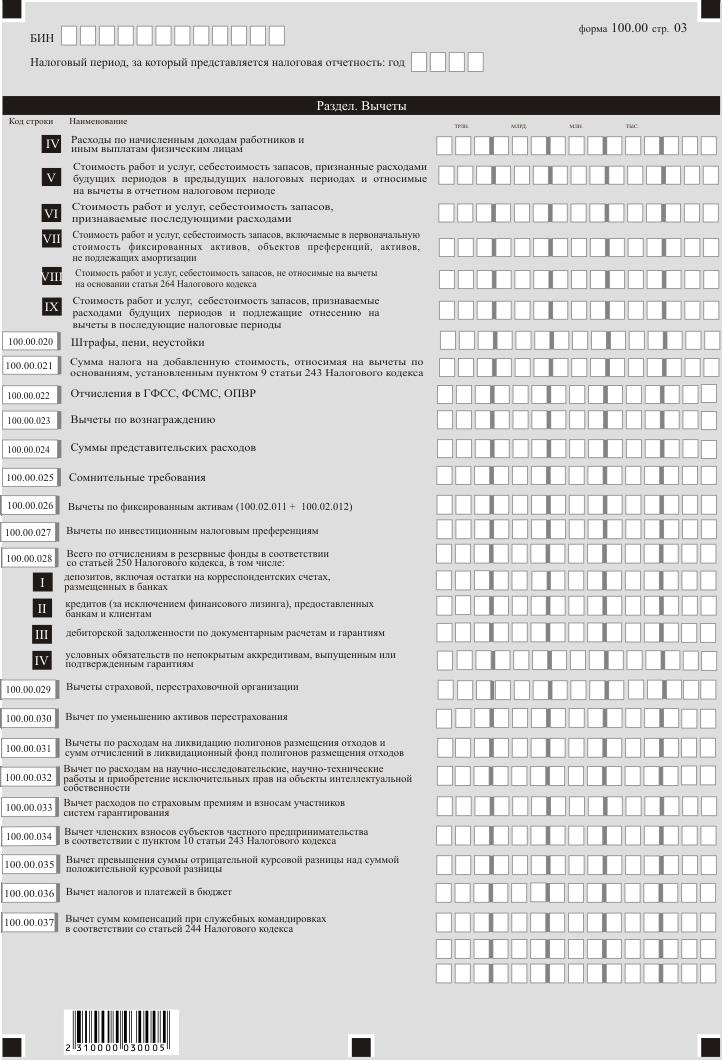 форма 100.00 стр. 03
БИН
Налоговый период, за который представляется налоговая отчетность: год
Раздел. Вычеты
Код строки Наименование
трлн. млрд. млн. тыс.
IV Расходы по начисленным доходам работников и
иным выплатам физическим лицам
V Стоимость работ и услуг, себестоимость запасов, признанные расходами
будущих периодов в предыдущих налоговых периодах и относимые
на вычеты в отчетном налоговом периоде
VI Стоимость работ и услуг, себестоимость запасов,
признаваемые последующими расходами
VII Стоимость работ и услуг, себестоимость запасов, включаемые в первоначальную
стоимость фиксированных активов, объектов преференций, активов,
не подлежащих амортизации
VIII Стоимость работ и услуг, себестоимость запасов, не относимые на вычеты
на основании статьи 264 Налогового кодекса
IX Стоимость работ и услуг, себестоимость запасов, признаваемые
расходами будущих периодов и подлежащие отнесению на
вычеты в последующие налоговые периоды
100.00.020 Штрафы, пени, неустойки
100.00.021 Сумма налога на добавленную стоимость, относимая на вычеты по
основаниям, установленным пунктом 9 статьи 243 Налогового кодекса
100.00.022 Отчисления в ГФСС, ФСМС, ОПВР
100.00.023 Вычеты по вознаграждению
100.00.024 Суммы представительских расходов
100.00.025 Сомнительные требования
100.00.026 Вычеты по фиксированным активам (100.02.011 + 100.02.012)
100.00.027 Вычеты по инвестиционным налоговым преференциям
100.00.028 Всего по отчислениям в резервные фонды в соответствии
со статьей 250 Налогового кодекса, в том числе:
I депозитов, включая остатки на корреспондентских счетах,
размещенных в банках
II кредитов (за исключением финансового лизинга), предоставленных
банкам и клиентам
III дебиторской задолженности по документарным расчетам и гарантиям
IV условных обязательств по непокрытым аккредитивам, выпущенным или
подтвержденным гарантиям
100.00.029 Вычеты страховой, перестраховочной организации
100.00.030 Вычет по уменьшению активов перестрахования
100.00.031 Вычеты по расходам на ликвидацию полигонов размещения отходов и
сумм отчислений в ликвидационный фонд полигонов размещения отходов
100.00.032 Вычет по расходам на научно-исследовательские, научно-технические
работы и приобретение исключительных прав на объекты интеллектуальной
собственности
100.00.033 Вычет расходов по страховым премиям и взносам участников
систем гарантирования
100.00.034 Вычет членских взносов субъектов частного предпринимательства
в соответствии с пунктом 10 статьи 243 Налогового кодекса
100.00.035 Вычет превышения суммы отрицательной курсовой разницы над суммой
положительной курсовой разницы
100.00.036 Вычет налогов и платежей в бюджет
100.00.037 Вычет сумм компенсаций при служебных командировках
в соответствии со статьей 244 Налогового кодекса
2 310000 030005